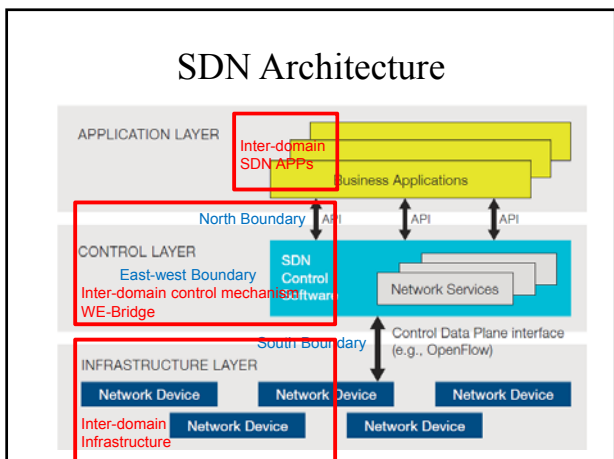 SDN Architecture
APPLICATION LAYER
Inter-domain
SDN APPs
Business Applications
North Boundary
API
API
API
CONTROL LAYER
East-west Boundary
Inter-domain control mechanism
WE-Bridge
SDN
Control
Software
Network Services
South Boundary
Control Data Plane interface
(e.g., OpenFlow)
INFRASTRUCTURE LAYER
Network Device
Network Device
Network Device
Inter-domain
Infrastructure
Network Device
Network Device